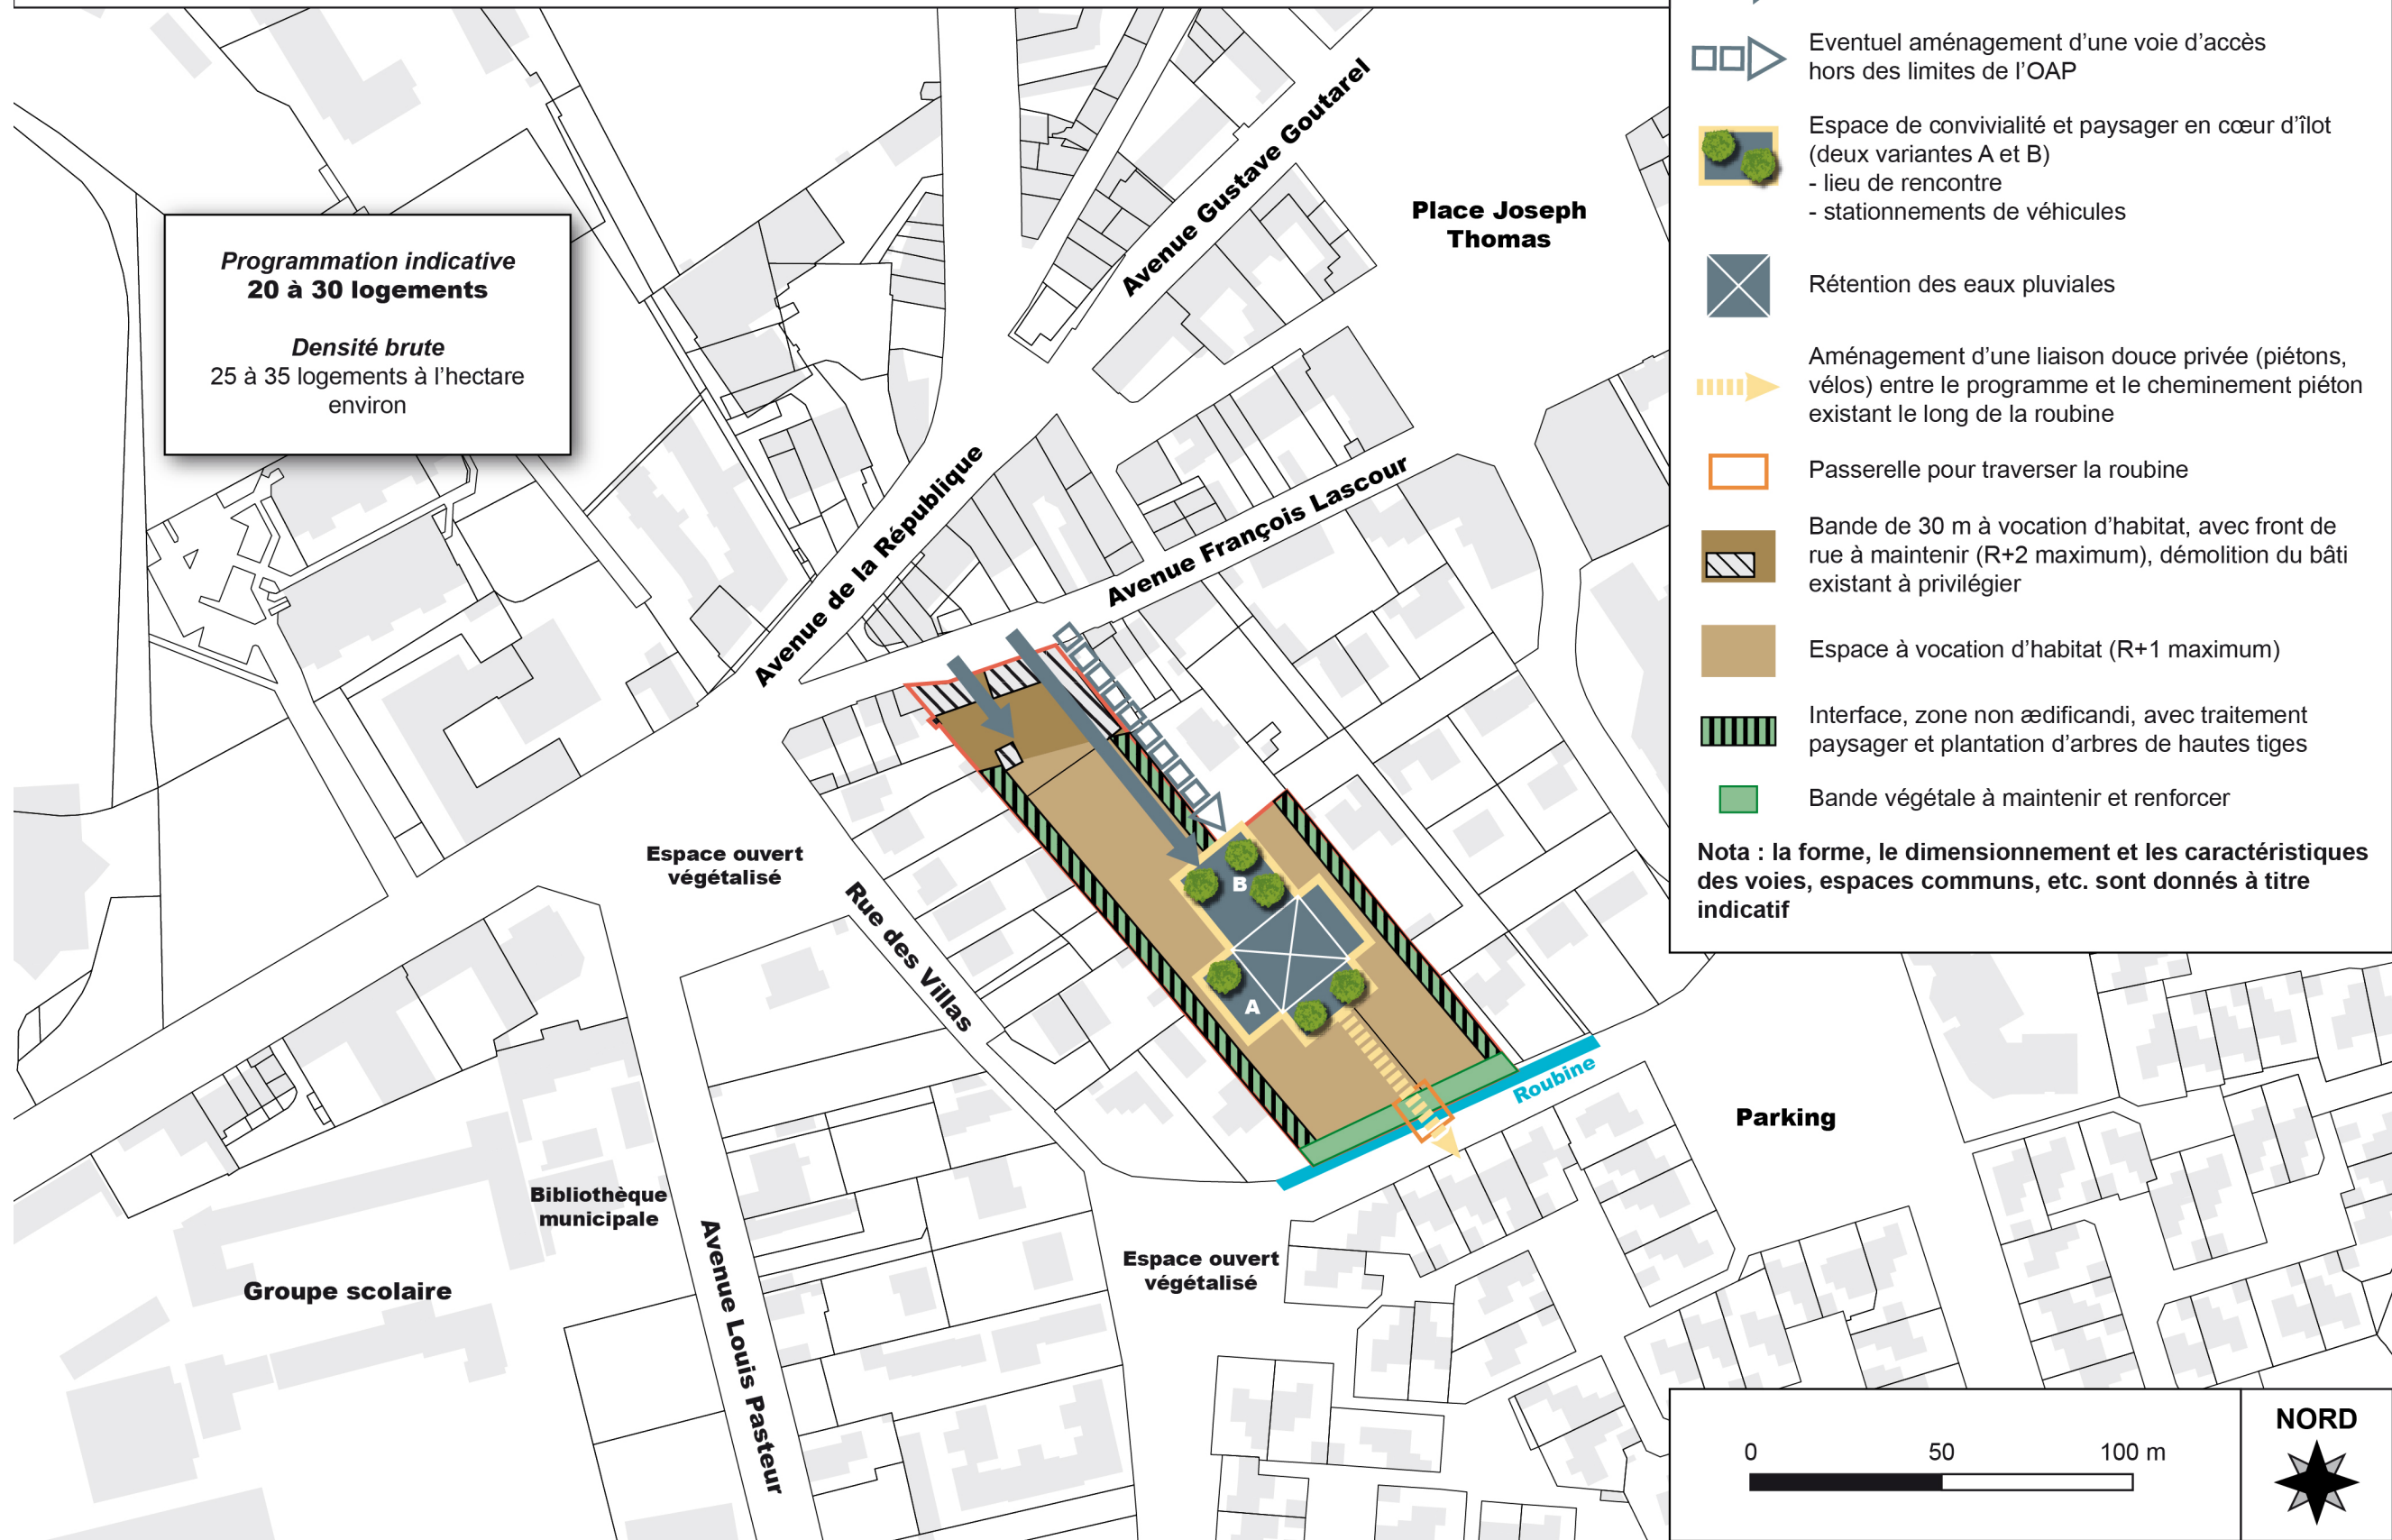 Eventuel aménagement d’une voie d’accès
hors des limites de l’OAP
Espace de convivialité et paysager en cœur d’îlot
(deux variantes A et B)
- lieu de rencontre
- stationnements de véhicules
Rétention des eaux pluviales
Aménagement d’une liaison douce privée (piétons,
vélos) entre le programme et le cheminement piéton
existant le long de la roubine
Passerelle pour traverser la roubine
Bande de 30 m à vocation d’habitat, avec front de
rue à maintenir (R+2 maximum), démolition du bâti
existant à privilégier
Espace à vocation d’habitat (R+1 maximum)
Interface, zone non ædificandi, avec traitement
paysager et plantation d’arbres de hautes tiges
Bande végétale à maintenir et renforcer
Nota : la forme, le dimensionnement et les caractéristiques
des voies, espaces communs, etc. sont donnés à titre
indicatif
Programmation indicative
20 à 30 logements
Densité brute
25 à 35 logements à l’hectare
environ
Avenue Gustave Goutarel
Place Joseph
Thomas
Avenue de la République
Avenue François Lascour
Espace ouvert
végétalisé
Rue des Villas
B
A
Roubine
Parking
Bibliothèque
municipale
Avenue Louis Pasteur
Groupe scolaire
Espace ouvert
végétalisé
0 50 100 m
NORD